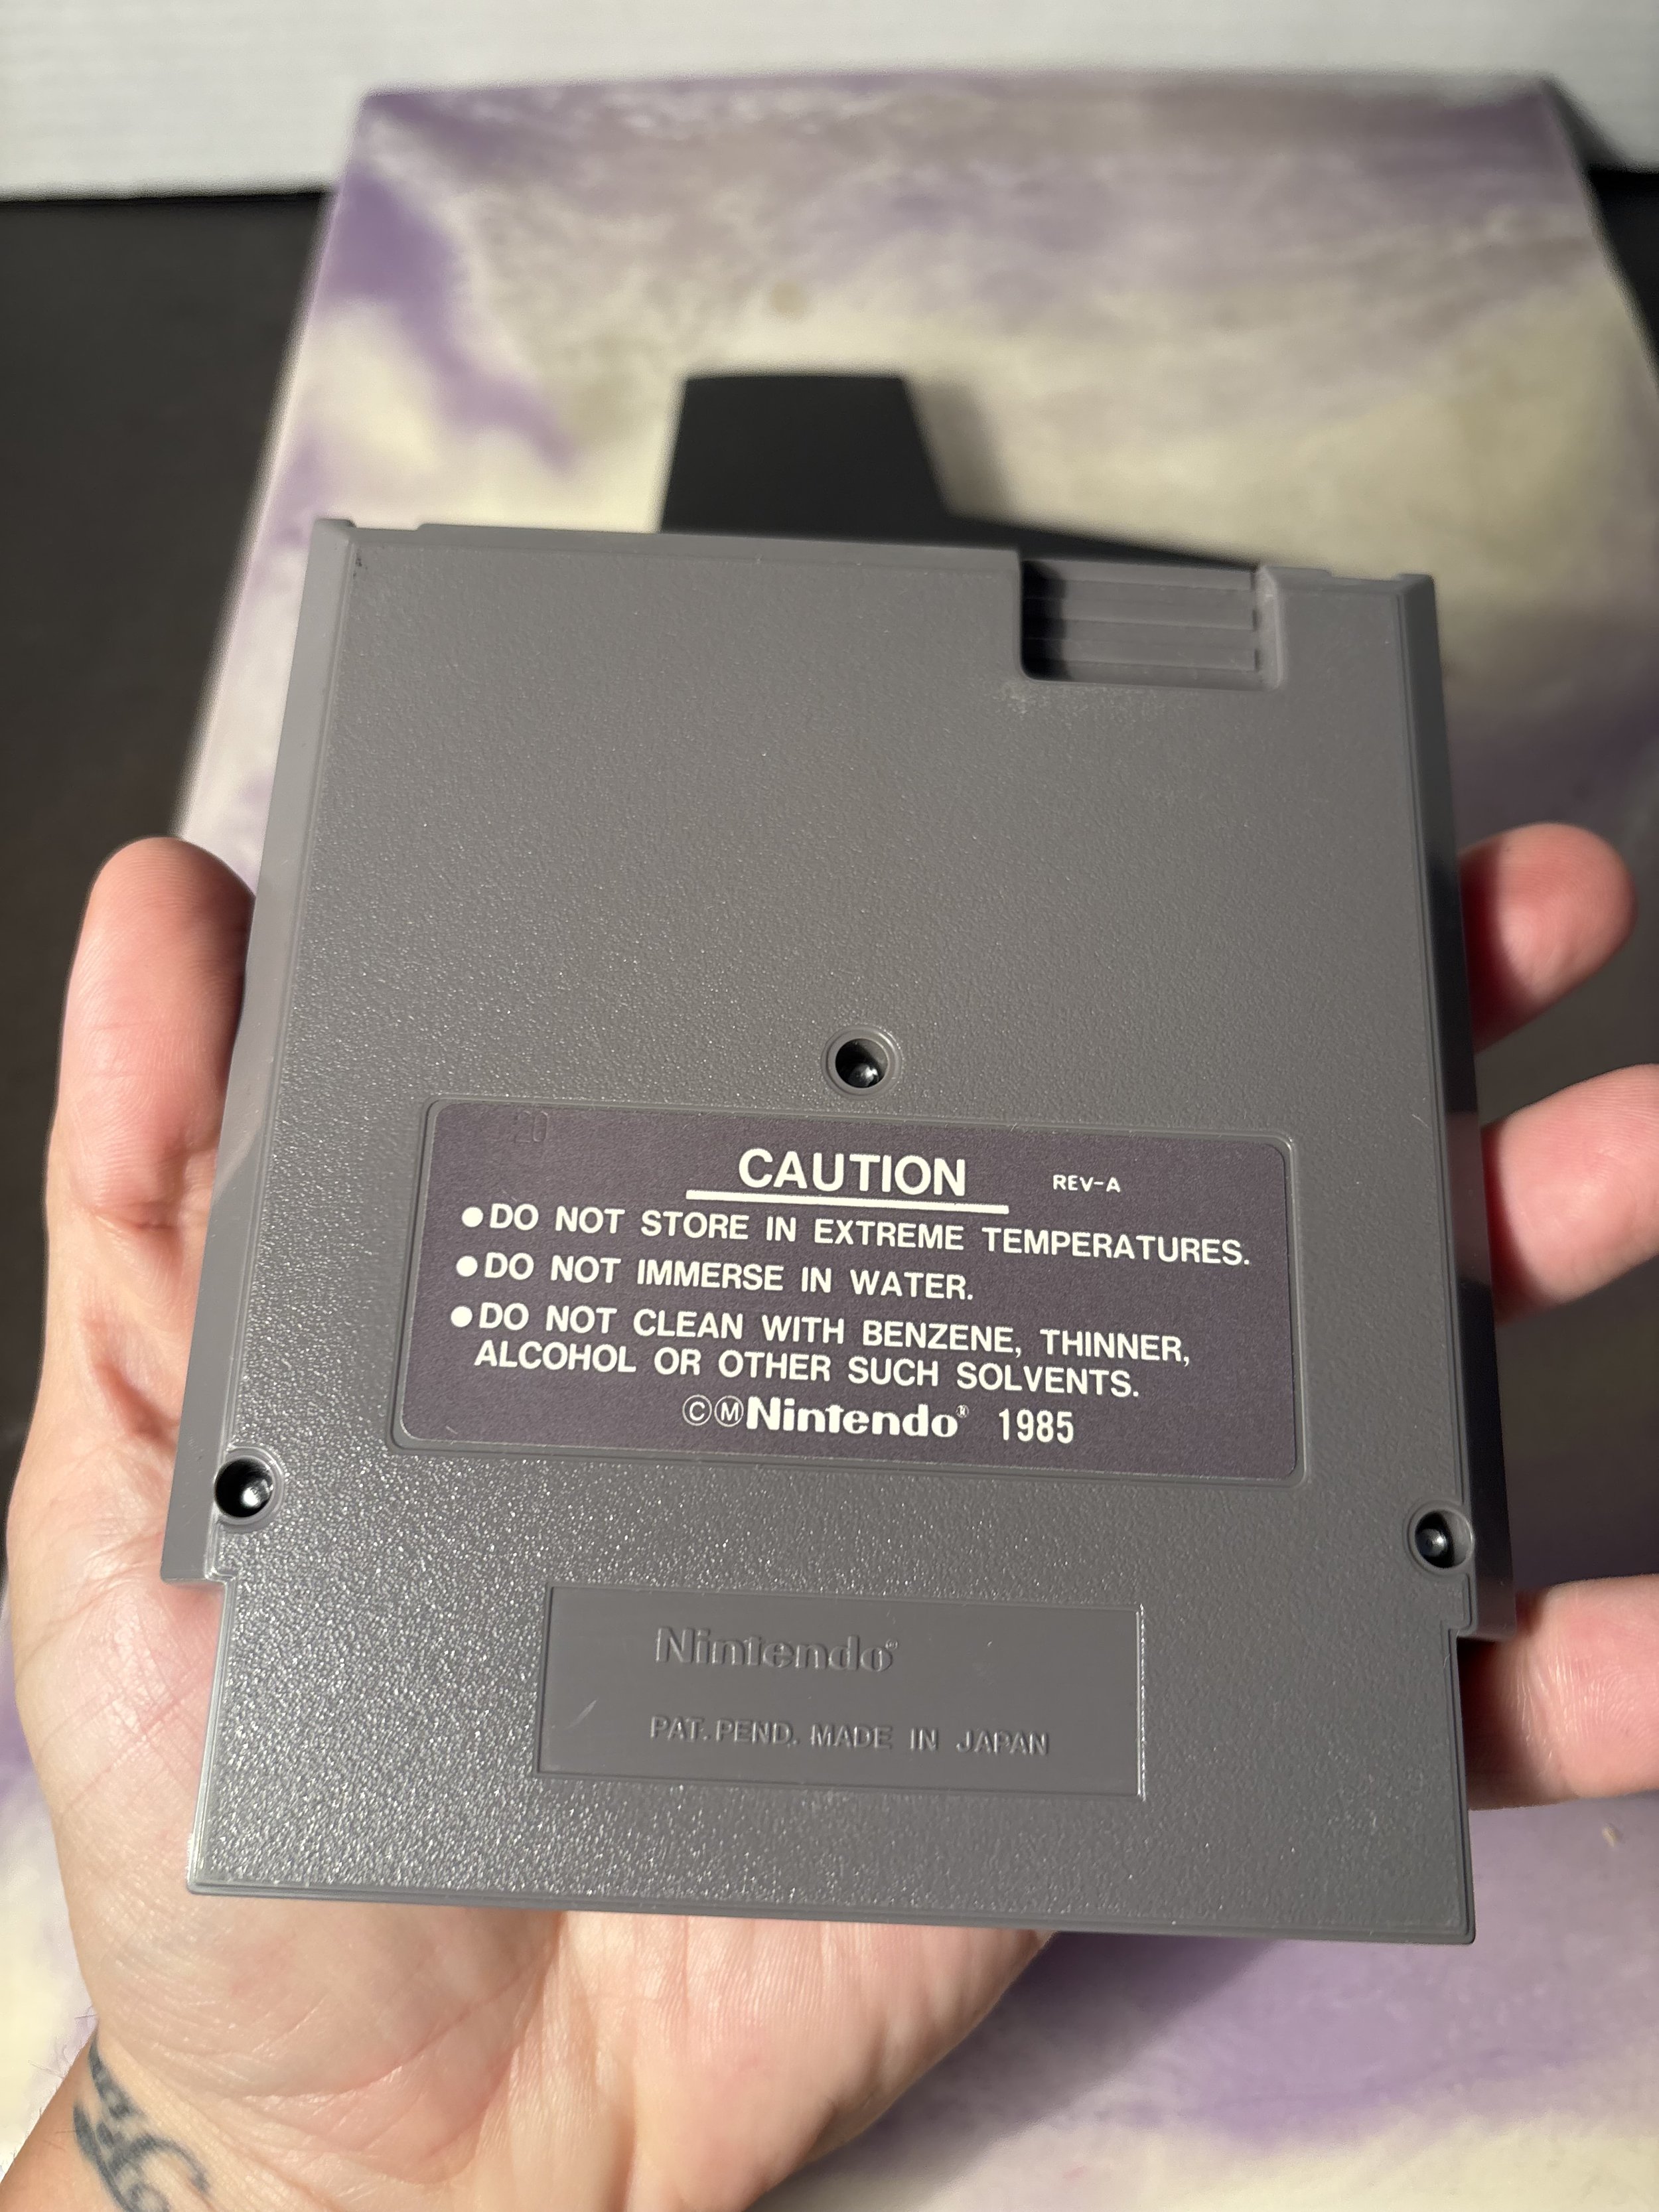 20
CAUTION REV-A
●DO NOT STORE IN EXTREME TEMPERATURES.
●DO NOT IMMERSE IN WATER.
●DO NOT CLEAN WITH BENZENE, THINNER,
ALCOHOL OR OTHER SUCH SOLVENTS.
©ⓂNintendo® 1985
Nintendo®
PAT. PEND. MADE IN JAPAN